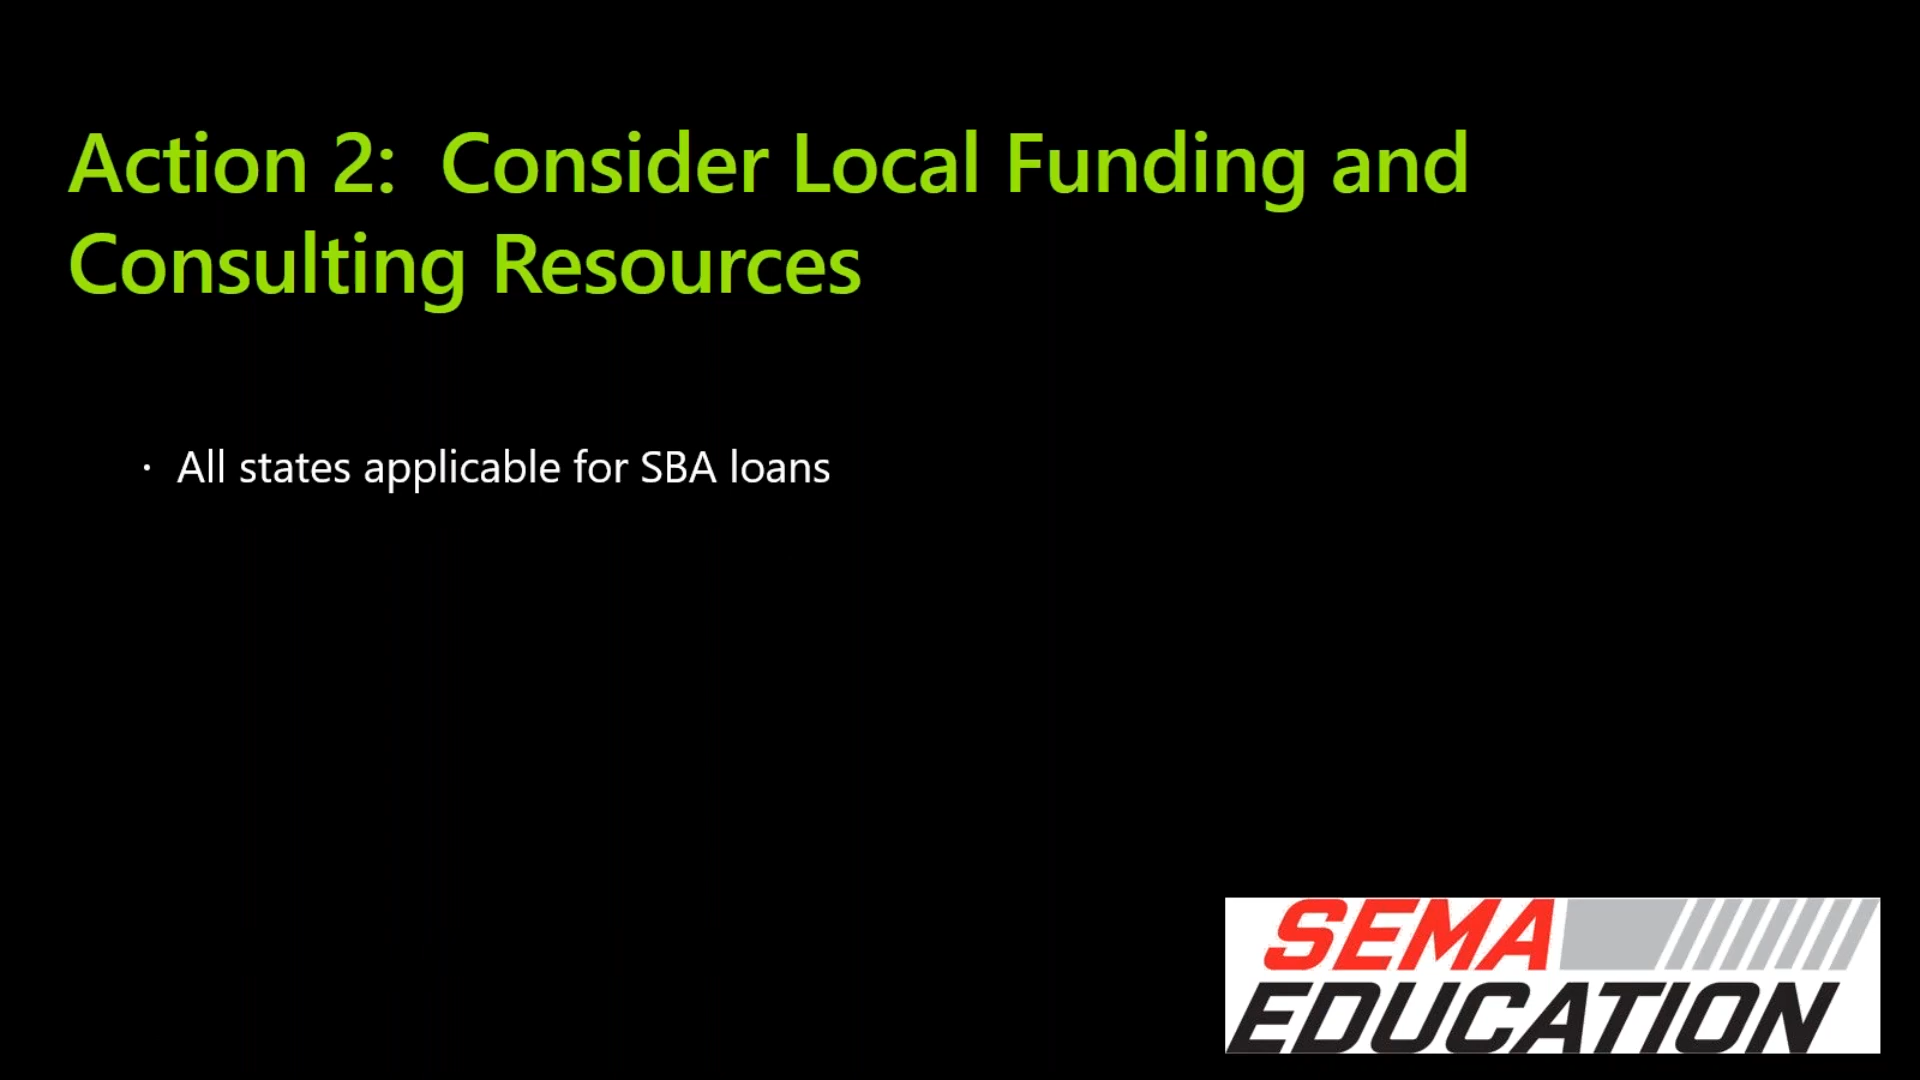 Action 2:  Consider Local Funding and
Consulting Resources
· All states applicable for SBA loans
SEMA
EDUCATION